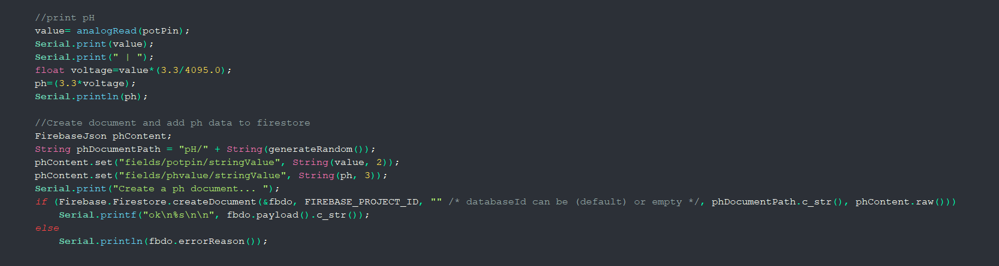 //print pH
value= analogRead(potPin);
Serial.print(value);
Serial.print(" | ");
float voltage=value*(3.3/4095.0);
ph=(3.3*voltage);
Serial.println(ph);
//Create document and add ph data to firestore
FirebaseJson phContent;
String phDocumentPath = "pH/" + String(generateRandom());
phContent.set("fields/potpin/stringValue", String(value, 2));
phContent.set("fields/phvalue/stringValue", String(ph, 3));
Serial.print("Create a ph document... ");
if (Firebase.Firestore.createDocument(&fbdo, FIREBASE_PROJECT_ID, "" /* databaseId can be (default) or empty */, phDocumentPath.c_str(), phContent.raw()))
Serial.printf("ok\n%s\n\n", fbdo.payload().c_str());
else
Serial.println(fbdo.errorReason());